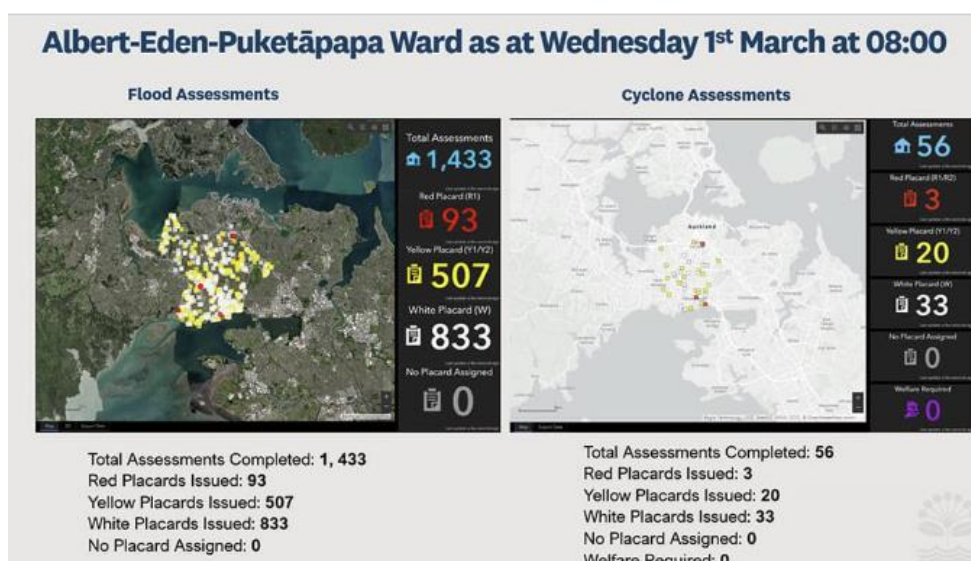 Albert-Eden-Puketāpapa Ward as at Wednesday 1st March at 08:00
Flood Assessments
Cyclone Assessments
Total Assessments
1,433
Red Placard (R1)
93
Yellow Placard (Y1/Y2)
507
White Placard (W)
833
No Placard Assigned
0
Total Assessments
56
Red Placard (R1/R2)
3
Yellow Placard (Y1/Y2)
20
White Placard (W)
33
No Placard Assigned
0
Welfare Required
0
Auckland
Total Assessments Completed: 1, 433
Red Placards Issued: 93
Yellow Placards Issued: 507
White Placards Issued: 833
No Placard Assigned: 0
Total Assessments Completed: 56
Red Placards Issued: 3
Yellow Placards Issued: 20
White Placards Issued: 33
No Placard Assigned: 0
Welfare Required: 0